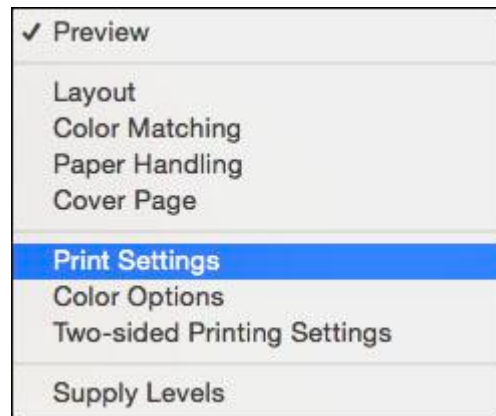 ✓ Preview
Layout
Color Matching
Paper Handling
Cover Page
Print Settings
Color Options
Two-sided Printing Settings
Supply Levels